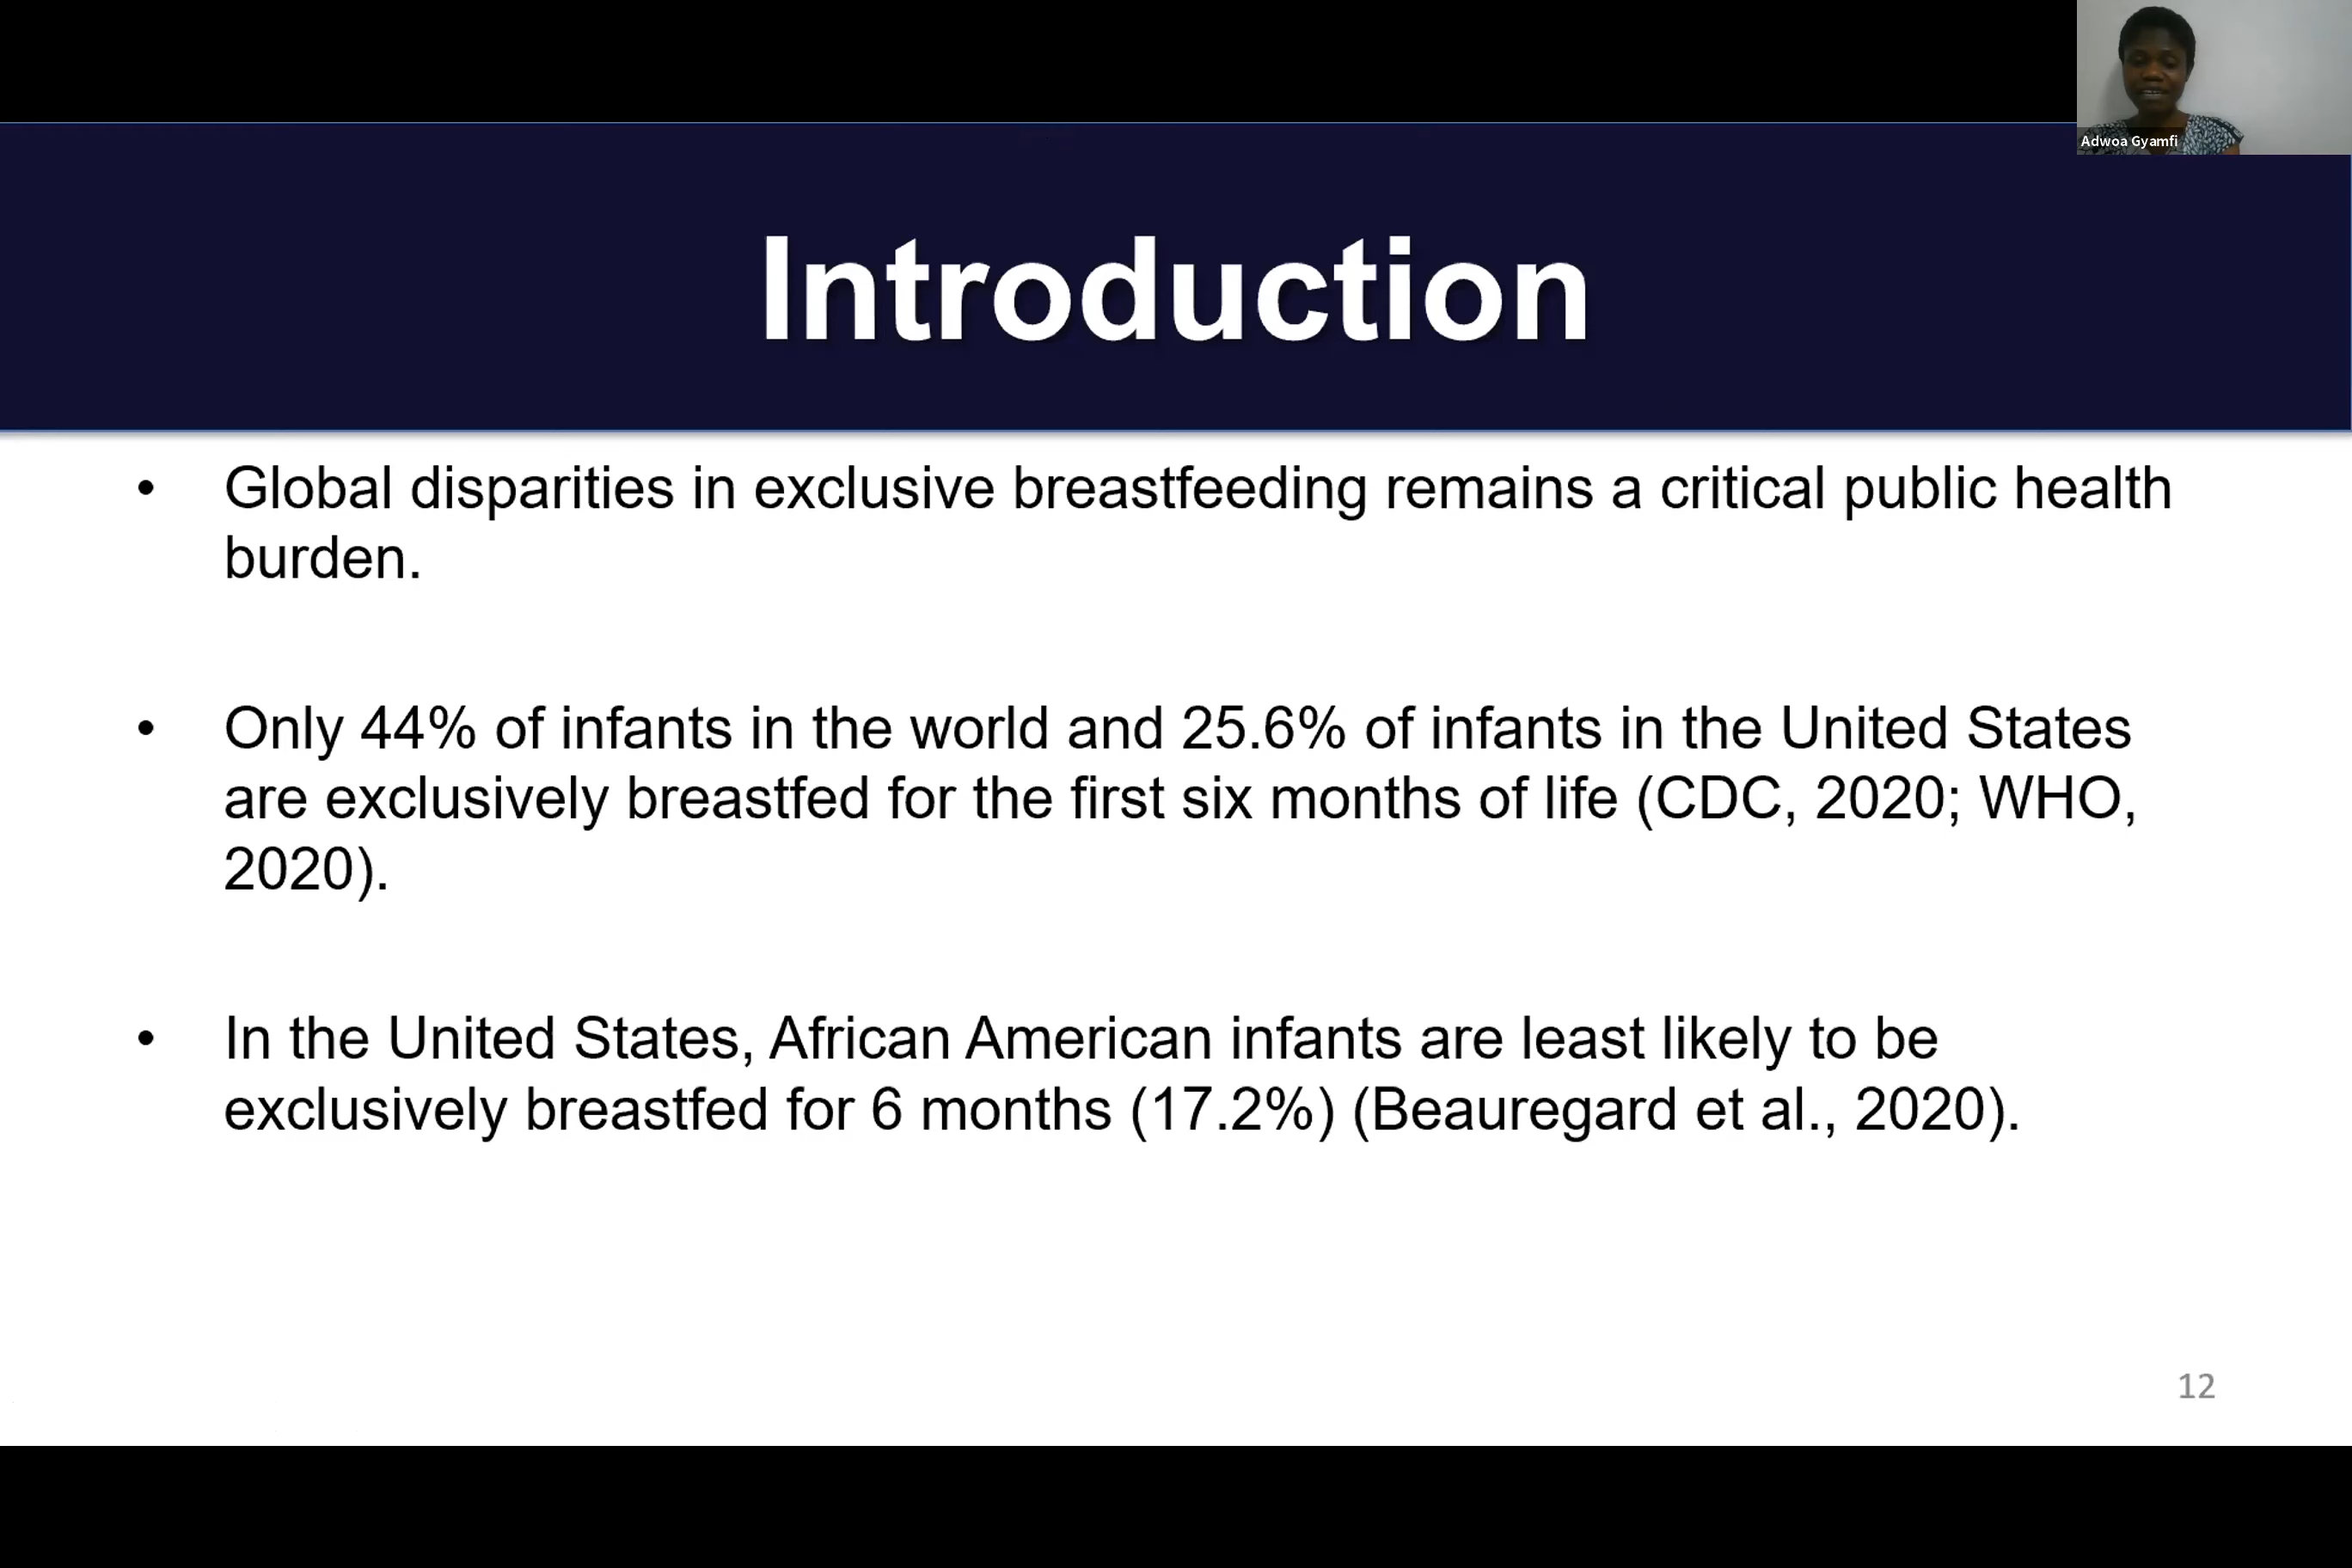 Adwoa Gyamfi
Introduction
• Global disparities in exclusive breastfeeding remains a critical public health
burden.
• Only 44% of infants in the world and 25.6% of infants in the United States
are exclusively breastfed for the first six months of life (CDC, 2020; WHO,
2020).
• In the United States, African American infants are least likely to be
exclusively breastfed for 6 months (17.2%) (Beauregard et al., 2020).
12